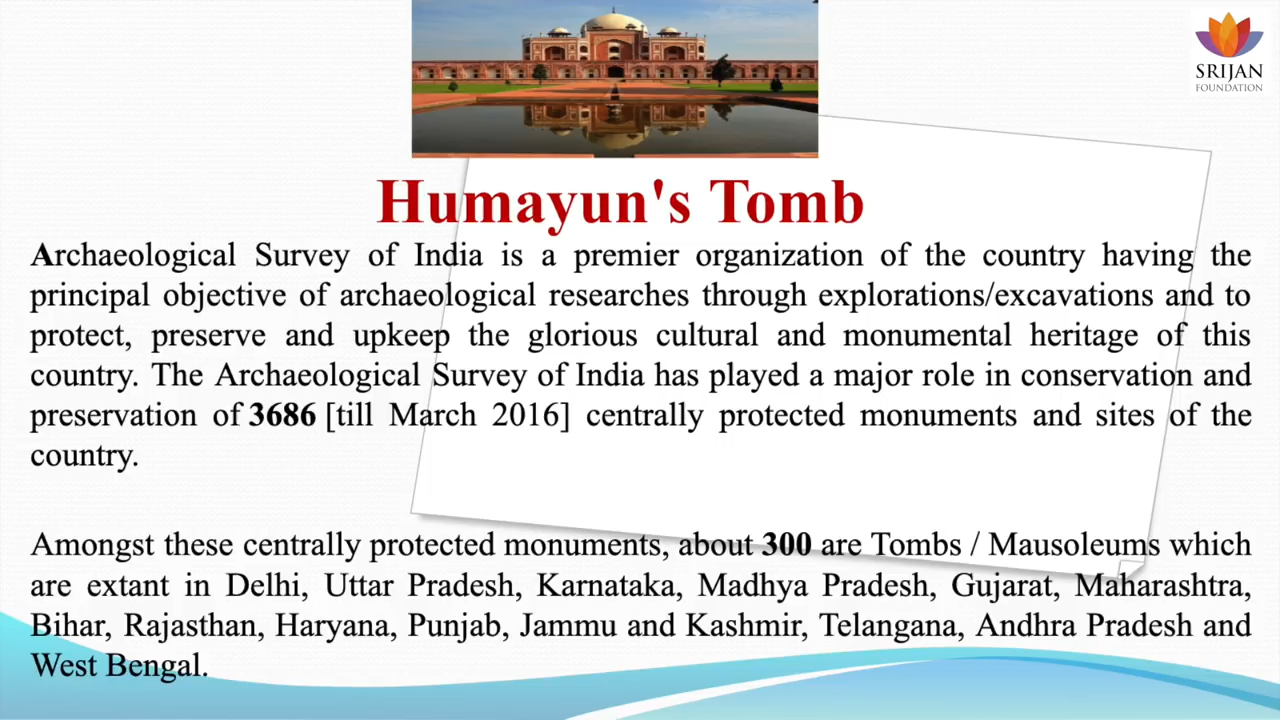 SRIJAN
FOUNDATION
Humayun's Tomb
Archaeological Survey of India is a premier organization of the country having the
principal objective of archaeological researches through explorations/excavations and to
protect, preserve and upkeep the glorious cultural and monumental heritage of this
country. The Archaeological Survey of India has played a major role in conservation and
preservation of 3686 [till March 2016] centrally protected monuments and sites of the
country.
Amongst these centrally protected monuments, about 300 are Tombs / Mausoleums which
are extant in Delhi, Uttar Pradesh, Karnataka, Madhya Pradesh, Gujarat, Maharashtra,
Bihar, Rajasthan, Haryana, Punjab, Jammu and Kashmir, Telangana, Andhra Pradesh and
West Bengal.